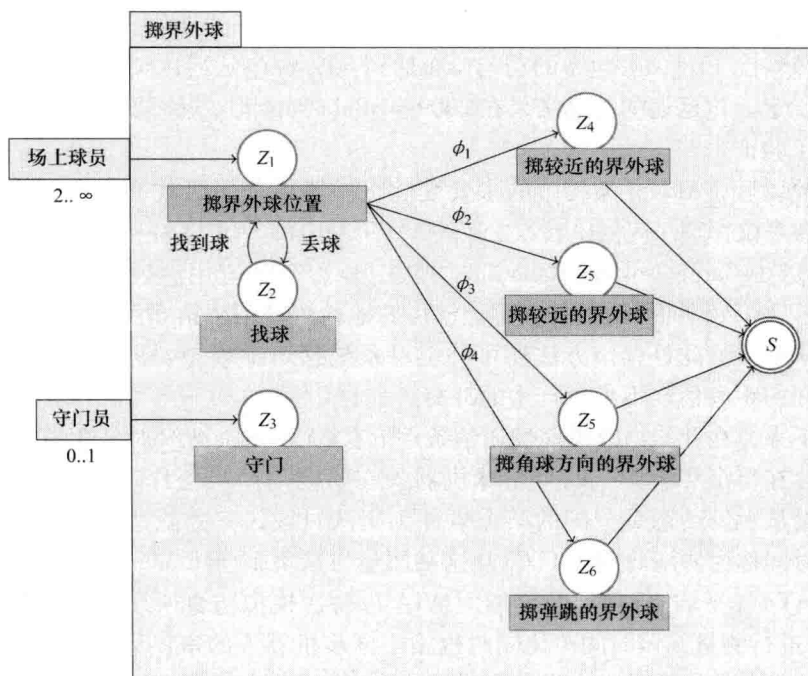 掷界外球
Z4
场上球员
Z1
ϕ1
掷较近的界外球
2.. ∞
掷界外球位置
ϕ2
找到球
丢球
Z5
ϕ3
Z2
掷较远的界外球
找球
ϕ4
S
守门员
Z3
Z5
0..1
守门
掷角球方向的界外球
Z6
掷弹跳的界外球